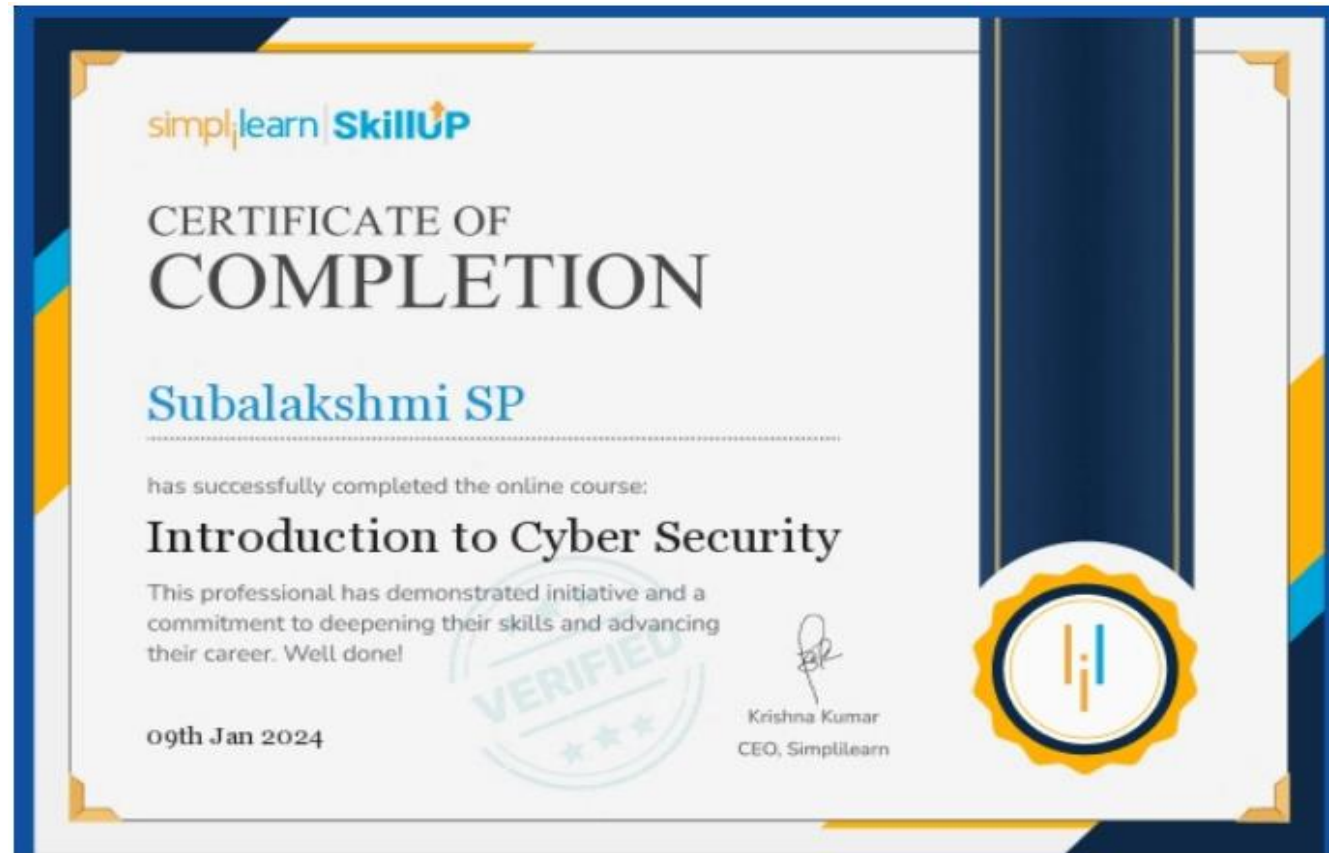 simplilearn | SkillUP
CERTIFICATE OF
COMPLETION
Subalakshmi SP
has successfully completed the online course:
Introduction to Cyber Security
This professional has demonstrated initiative and a
commitment to deepening their skills and advancing
their career. Well done!
VERIFIED
09th Jan 2024
Krishna Kumar
CEO, Simplilearn